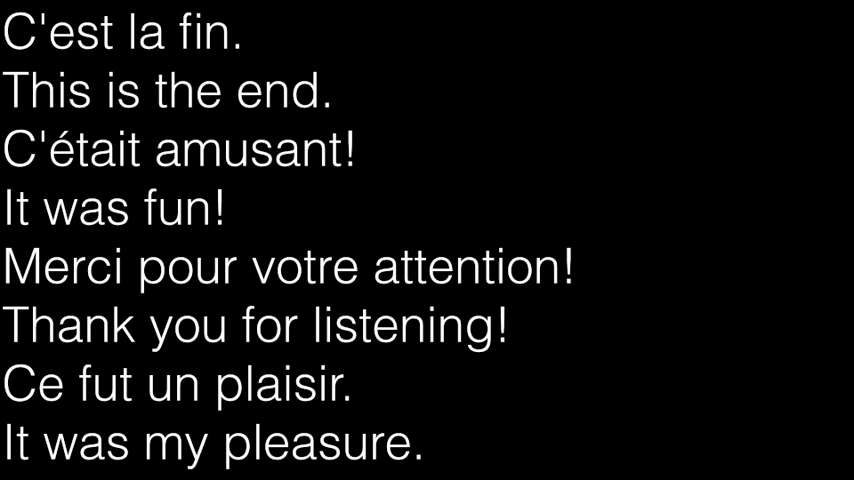 C'est la fin.
This is the end.
C'était amusant!
It was fun!
Merci pour votre attention!
Thank you for listening!
Ce fut un plaisir.
It was my pleasure.